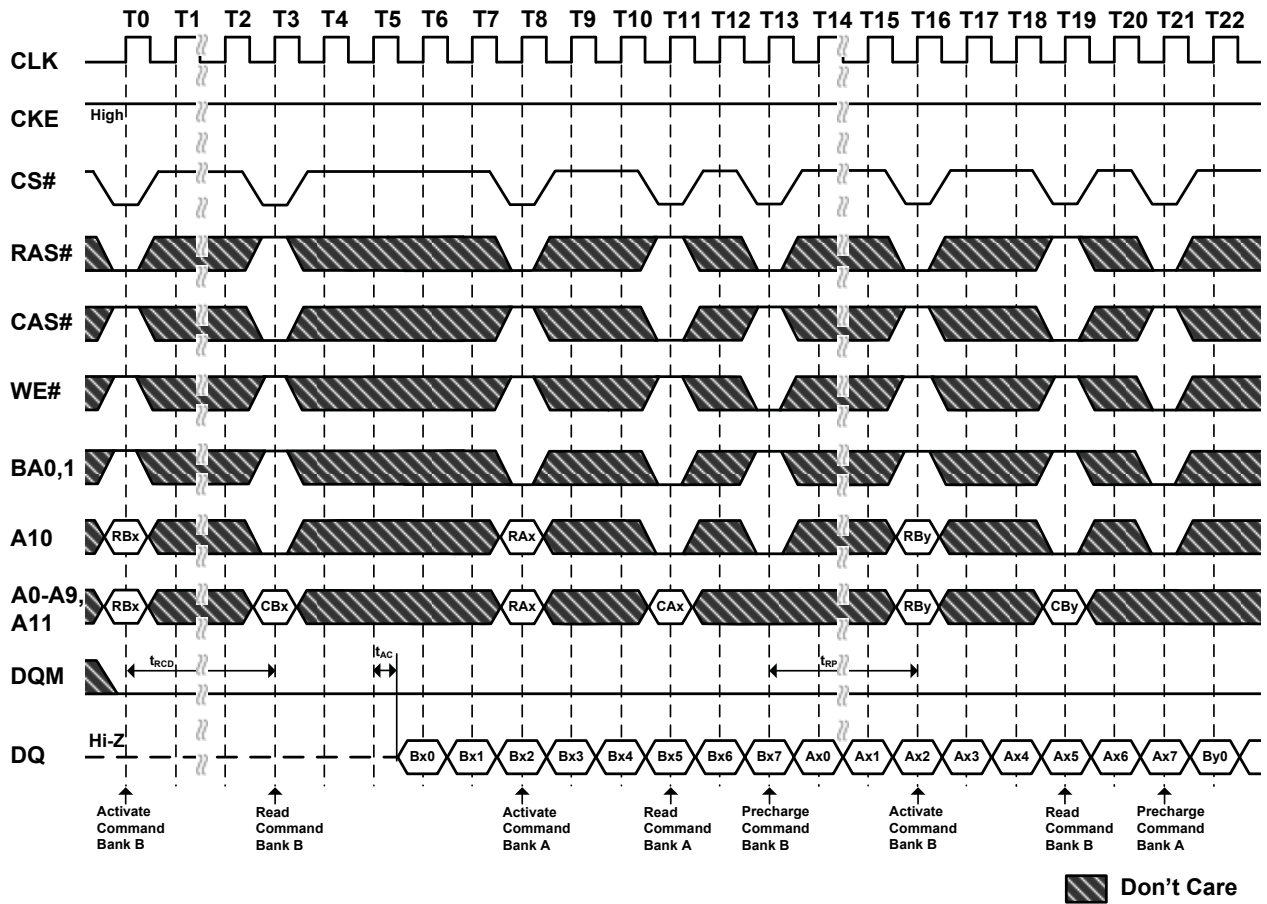 T0 T1 T2 T3 T4 T5 T6 T7 T8 T9 T10 T11 T12 T13 T14 T15 T16 T17 T18 T19 T20 T21 T22
CLK
CKE High
CS#
RAS#
CAS#
WE#
BA0,1
A10 RBx RAx RBy
A0-A9,
A11
RBx CBx RAx CAx RBy CBy
tRCD tAC tRP
DQM
Hi-Z
DQ Bx0 Bx1 Bx2 Bx3 Bx4 Bx5 Bx6 Bx7 Ax0 Ax1 Ax2 Ax3 Ax4 Ax5 Ax6 Ax7 By0
Activate
Command
Bank B
Read
Command
Bank B
Activate
Command
Bank A
Read
Command
Bank A
Precharge
Command
Bank B
Activate
Command
Bank B
Read
Command
Bank B
Precharge
Command
Bank A
Don't Care